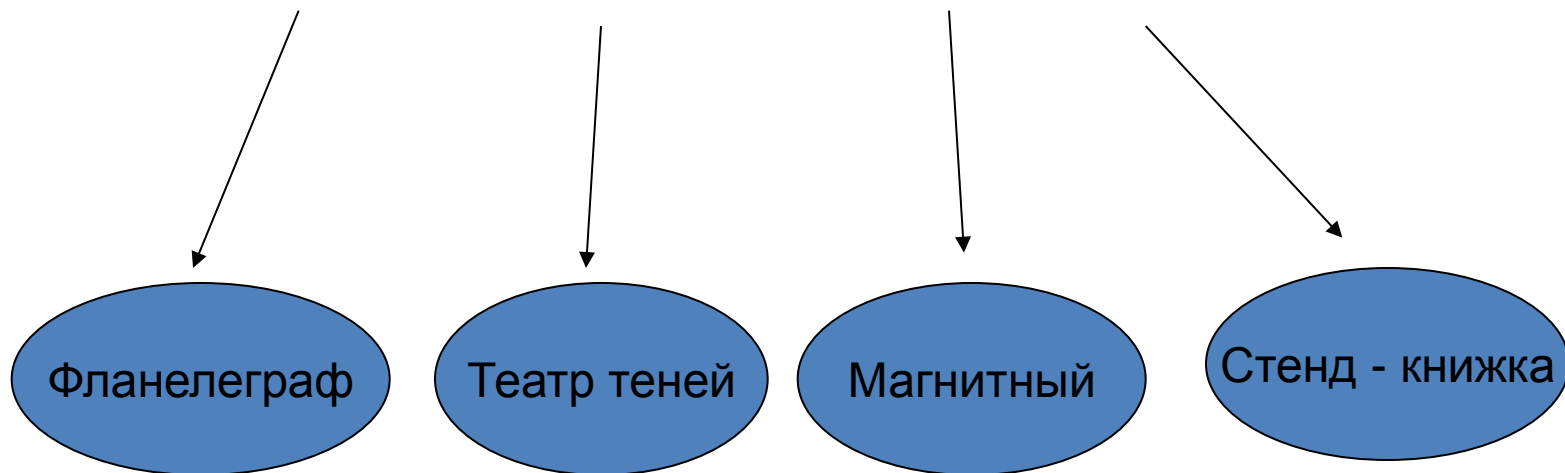 Фланелеграф
Театр теней
Магнитный
Стенд - книжка